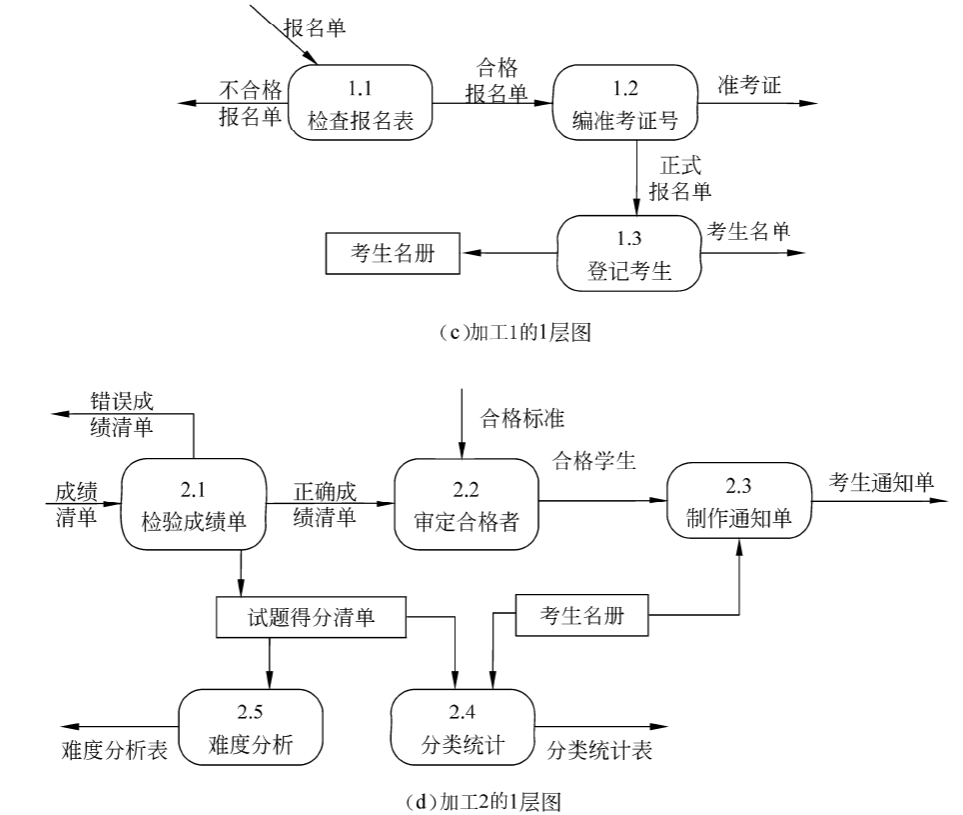 报名单
不合格
报名单
1.1
检查报名表
合格
报名单
1.2
编准考证号
准考证
正式
报名单
考生名册
1.3
登记考生
考生名单
（c)加工1的1层图
错误成
绩清单
合格标准
成绩
清单
2.1
检验成绩单
正确成
绩清单
2.2
审定合格者
合格学生
2.3
制作通知单
考生通知单
试题得分清单
考生名册
难度分析表
2.5
难度分析
2.4
分类统计
分类统计表
（d)加工2的1层图